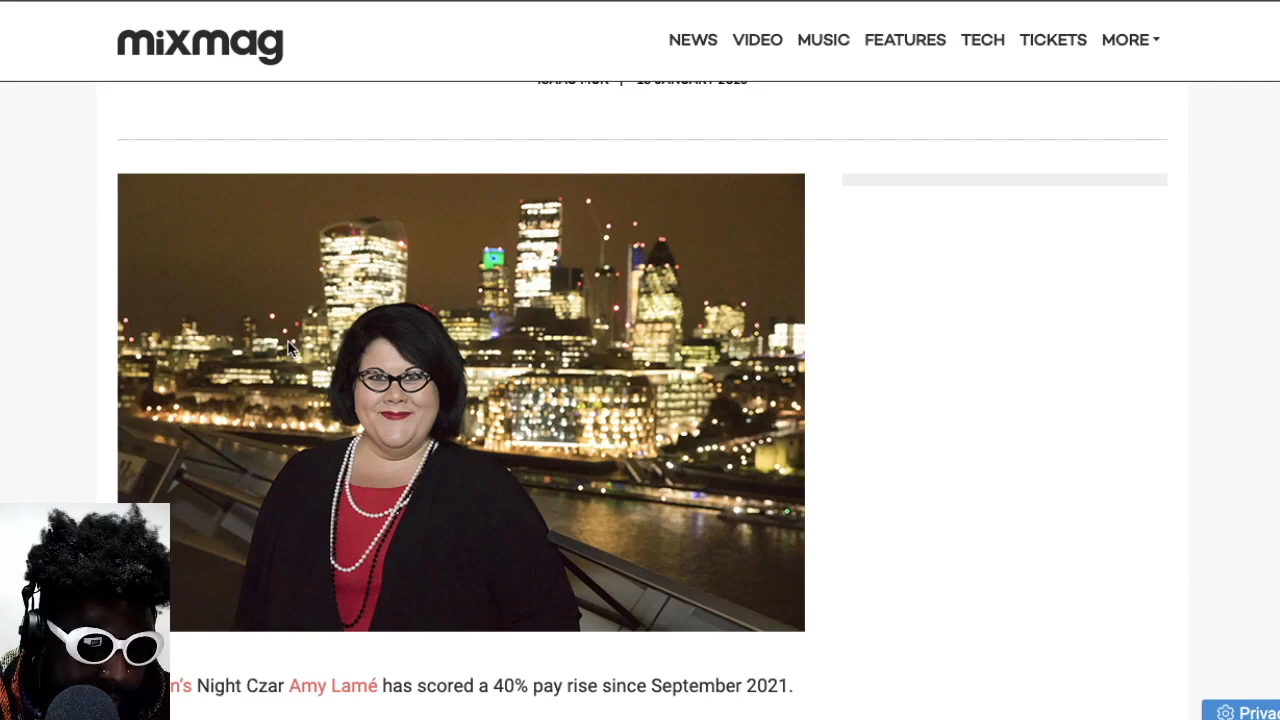 mixmag
NEWS VIDEO MUSIC FEATURES TECH TICKETS MORE
n's Night Czar Amy Lamé has scored a 40% pay rise since September 2021.
Privac